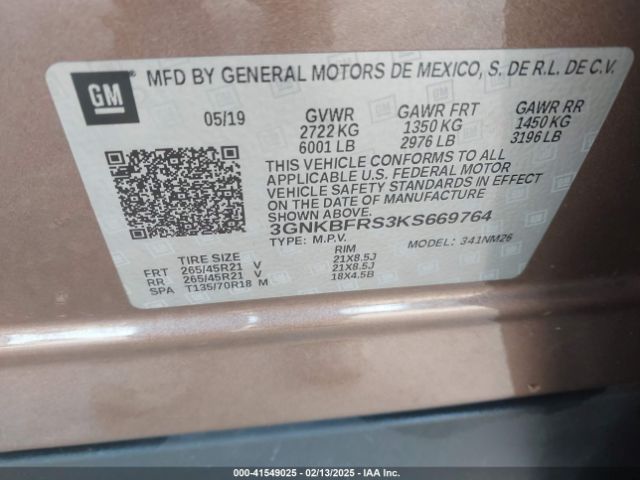 GM
MFD BY GENERAL MOTORS DE MEXICO, S. DE R.L. DE C.V.
05/19 GVWR GAWR FRT GAWR RR
2722 KG 1350 KG 1450 KG
6001 LB 2976 LB 3196 LB
THIS VEHICLE CONFORMS TO ALL
APPLICABLE U.S. FEDERAL MOTOR
VEHICLE SAFETY STANDARDS IN EFFECT
ON THE DATE OF MANUFACTURE
SHOWN ABOVE.
3GNKBFRS3KS669764
TYPE: M.P.V. MODEL: 341NM26
TIRE SIZE RIM
FRT 265/45R21 V 21X8.5J
RR 265/45R21 V 21X8.5J
SPA T135/70R18 M 18X4.5B
000-41549025 - 02/13/2025 - IAA Inc.